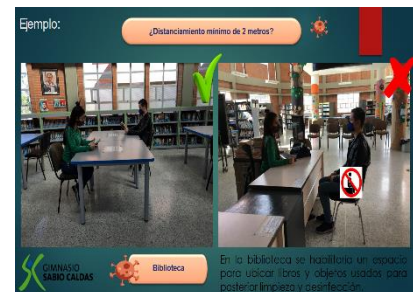 Ejemplo:
¿Distanciamiento mínimo de 2 metros?
GIMNASIO
SABIO CALDAS
Biblioteca
En la biblioteca se habilitaría un espacio
para ubicar libros y objetos usados para
posterior limpieza y desinfección.